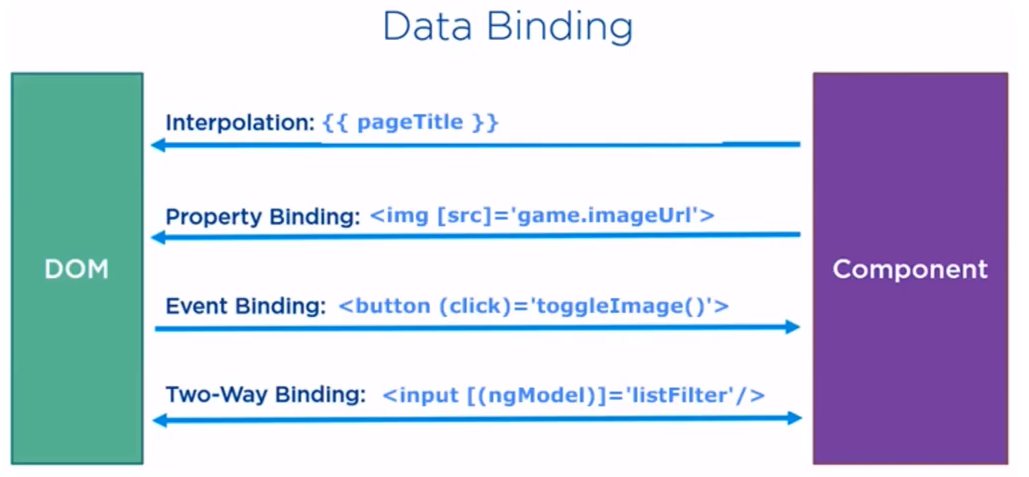 Data Binding
Interpolation: {{ pageTitle }}
Property Binding: <img [src]='game.imageUrl'>
DOM
Component
Event Binding: <button (click)='toggleImage()'>
Two-Way Binding: <input [(ngModel)]='listFilter'/>